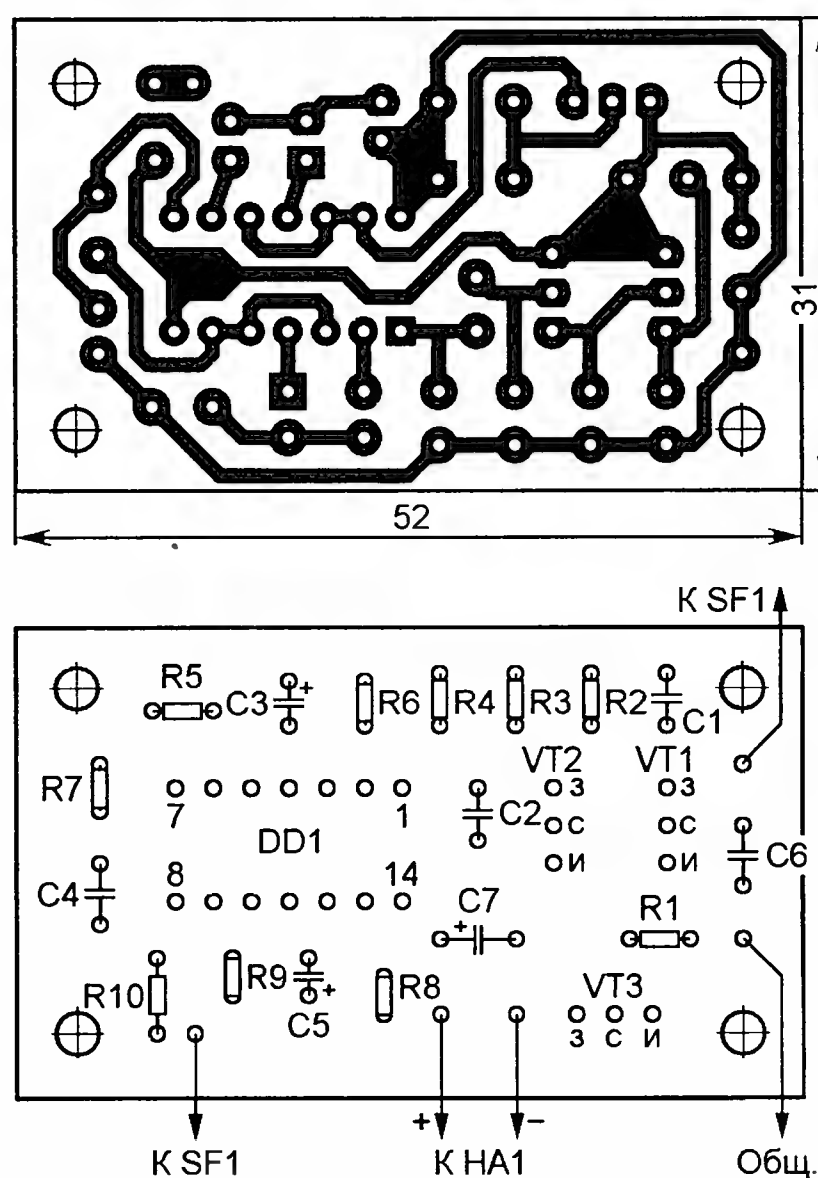 31
52
К SF1
R5
C3
+
R6
R4
R3
R2
C1
R7
7
1
C2
VT2
з
с
и
VT1
з
с
и
C6
DD1
C4
8
14
C7
+
R1
R10
R9
C5
+
R8
VT3
з с и
+
–
К SF1
К HA1
Общ.